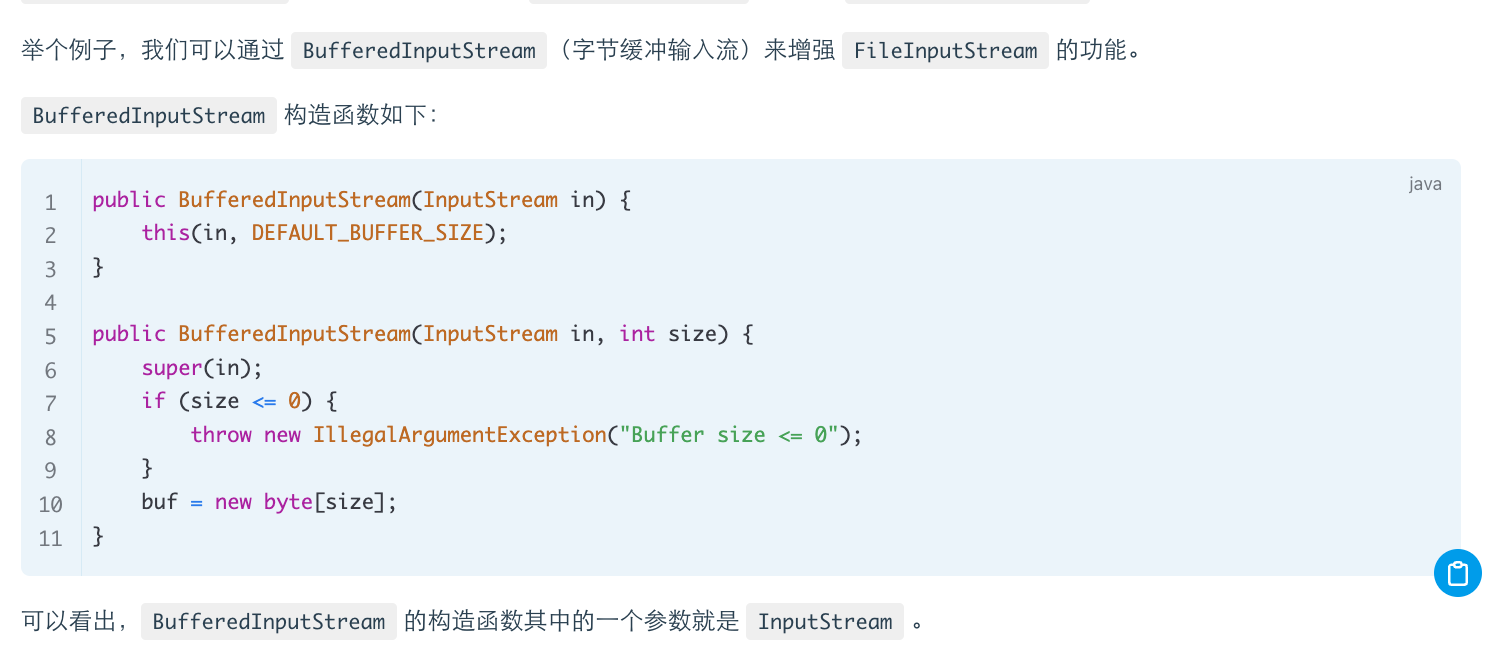 举个例子，我们可以通过 BufferedInputStream（字节缓冲输入流）来增强 FileInputStream 的功能。
BufferedInputStream 构造函数如下：
java
1 public BufferedInputStream(InputStream in) {
2     this(in, DEFAULT_BUFFER_SIZE);
3 }
4
5 public BufferedInputStream(InputStream in, int size) {
6     super(in);
7     if (size <= 0) {
8         throw new IllegalArgumentException("Buffer size <= 0");
9     }
10     buf = new byte[size];
11 }
可以看出，BufferedInputStream 的构造函数其中的一个参数就是 InputStream 。